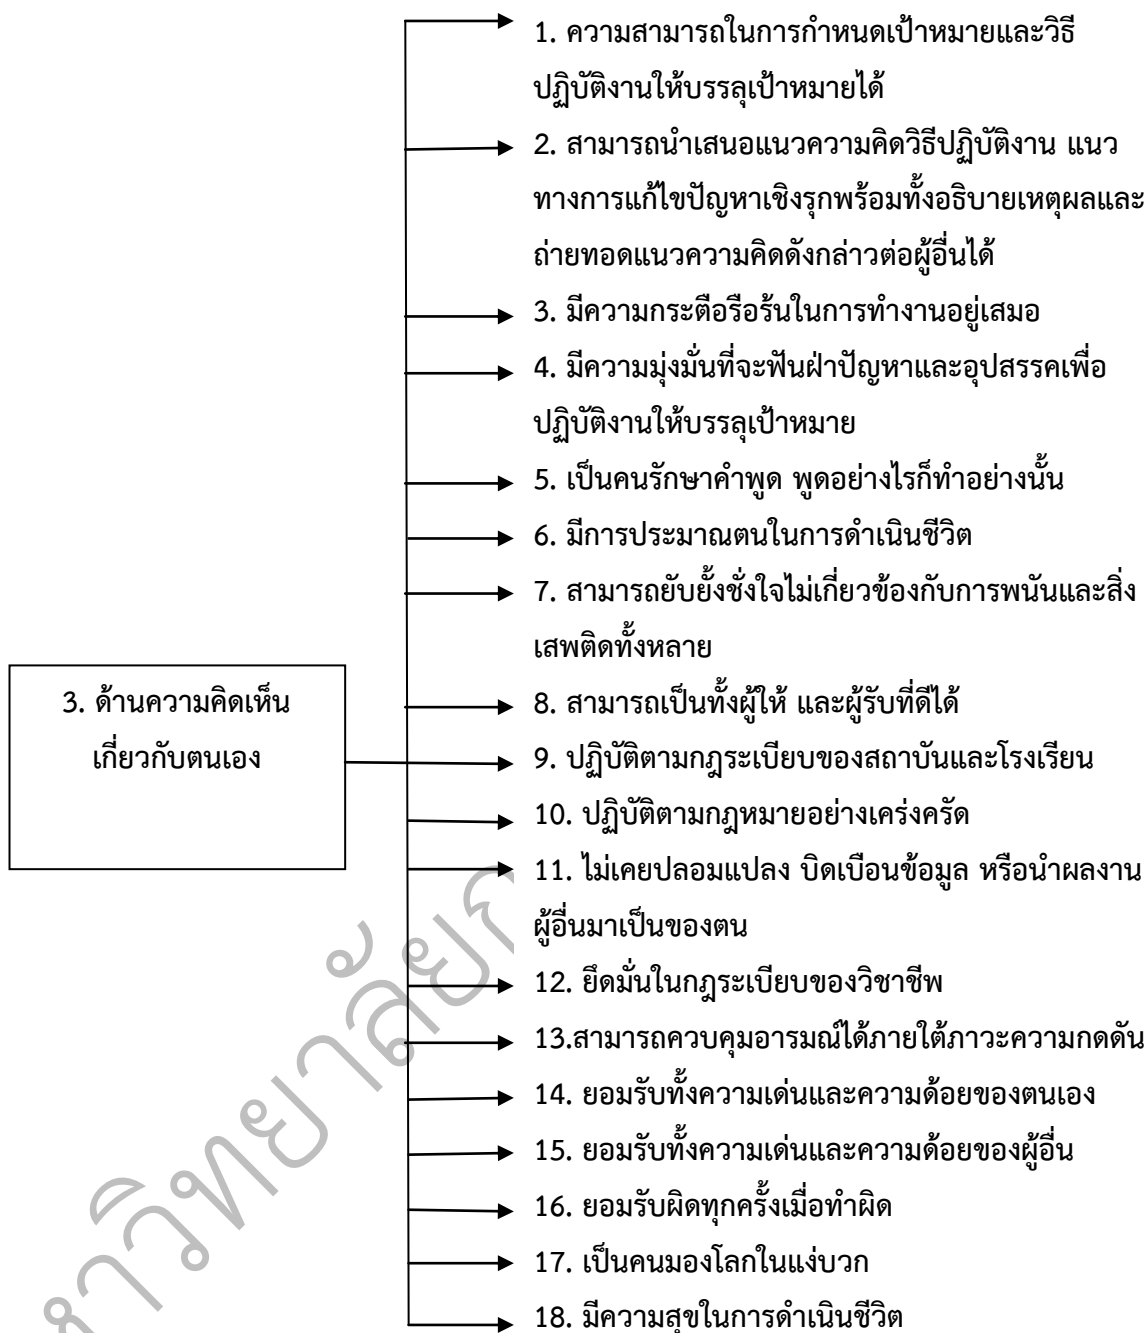 1. ความสามารถในการกำหนดเป้าหมายและวิธี
ปฏิบัติงานให้บรรลุเป้าหมายได้
2. สามารถนำเสนอแนวความคิดวิธีปฏิบัติงาน แนว
ทางการแก้ไขปัญหาเชิงรุกพร้อมทั้งอธิบายเหตุผลและ
ถ่ายทอดแนวความคิดดังกล่าวต่อผู้อื่นได้
3. มีความกระตือรือร้นในการทำงานอยู่เสมอ
4. มีความมุ่งมั่นที่จะฟันฝ่าปัญหาและอุปสรรคเพื่อ
ปฏิบัติงานให้บรรลุเป้าหมาย
5. เป็นคนรักษาคำพูด พูดอย่างไรก็ทำอย่างนั้น
6. มีการประมาณตนในการดำเนินชีวิต
7. สามารถยับยั้งชั่งใจไม่เกี่ยวข้องกับการพนันและสิ่ง
เสพติดทั้งหลาย
3. ด้านความคิดเห็น
เกี่ยวกับตนเอง
8. สามารถเป็นทั้งผู้ให้ และผู้รับที่ดีได้
9. ปฏิบัติตามกฎระเบียบของสถาบันและโรงเรียน
10. ปฏิบัติตามกฎหมายอย่างเคร่งครัด
11. ไม่เคยปลอมแปลง บิดเบือนข้อมูล หรือนำผลงาน
ผู้อื่นมาเป็นของตน
12. ยึดมั่นในกฎระเบียบของวิชาชีพ
13.สามารถควบคุมอารมณ์ได้ภายใต้ภาวะความกดดัน
14. ยอมรับทั้งความเด่นและความด้อยของตนเอง
15. ยอมรับทั้งความเด่นและความด้อยของผู้อื่น
16. ยอมรับผิดทุกครั้งเมื่อทำผิด
17. เป็นคนมองโลกในแง่บวก
18. มีความสุขในการดำเนินชีวิต